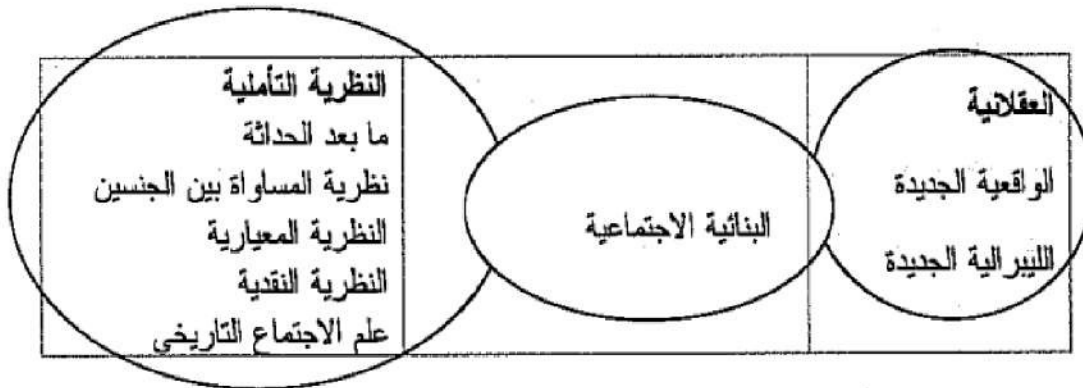 العقلانية
الواقعية الجديدة
الليبرالية الجديدة
البنائية الاجتماعية
النظرية التأملية
ما بعد الحداثة
نظرية المساواة بين الجنسين
النظرية المعيارية
النظرية النقدية
علم الاجتماع التاريخي